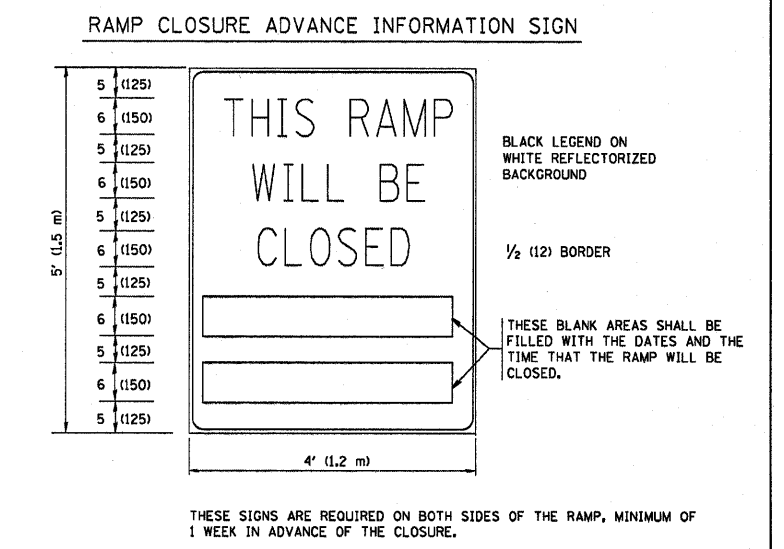 RAMP CLOSURE ADVANCE INFORMATION SIGN
5 (125)
6 (150)
5 (125)
6 (150)
5 (125)
6 (150)
5 (125)
6 (150)
5 (125)
6 (150)
5 (125)
5' (1.5 m)
THIS RAMP
WILL BE
CLOSED
BLACK LEGEND ON
WHITE REFLECTORIZED
BACKGROUND
1/2 (12) BORDER
THESE BLANK AREAS SHALL BE
FILLED WITH THE DATES AND THE
TIME THAT THE RAMP WILL BE
CLOSED.
4' (1.2 m)
THESE SIGNS ARE REQUIRED ON BOTH SIDES OF THE RAMP, MINIMUM OF
1 WEEK IN ADVANCE OF THE CLOSURE.